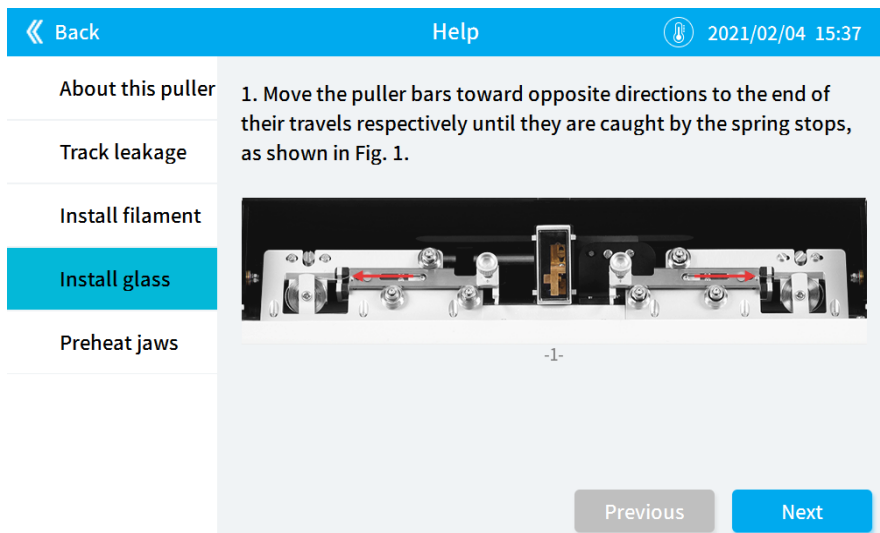 Back
Help
2021/02/04 15:37
About this puller
Track leakage
Install filament
Install glass
Preheat jaws
1. Move the puller bars toward opposite directions to the end of
their travels respectively until they are caught by the spring stops,
as shown in Fig. 1.
-1-
Previous
Next